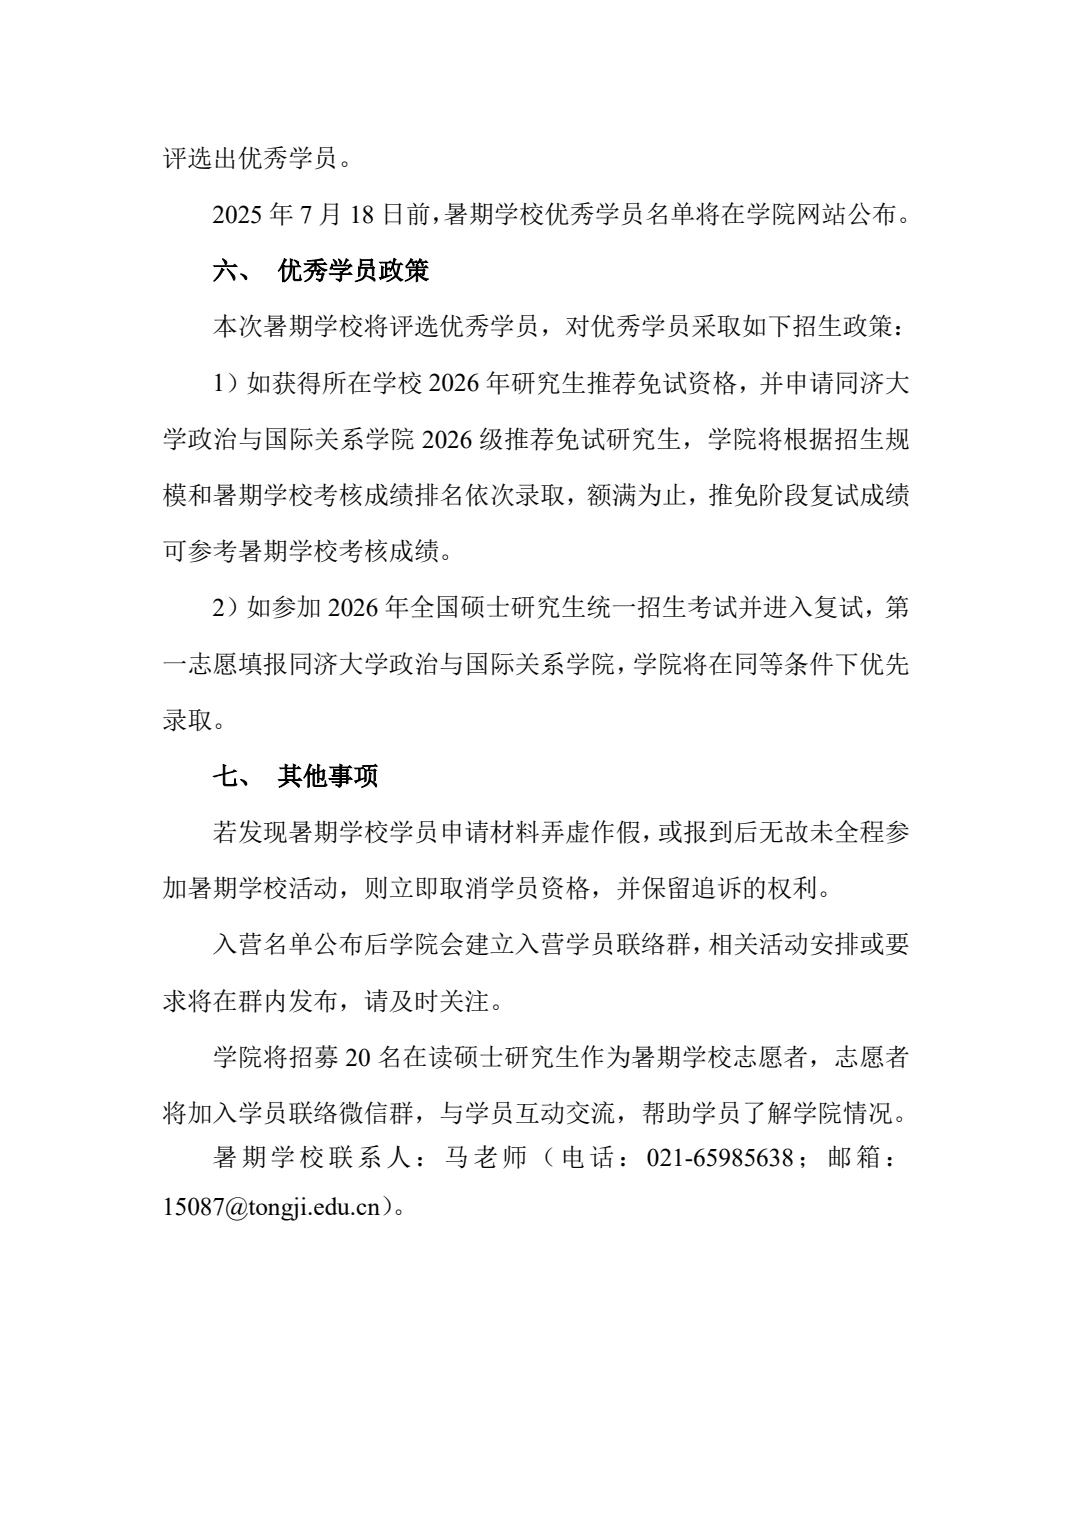 评选出优秀学员。
2025 年 7 月 18 日前，暑期学校优秀学员名单将在学院网站公布。
六、 优秀学员政策
本次暑期学校将评选优秀学员，对优秀学员采取如下招生政策：
1）如获得所在学校 2026 年研究生推荐免试资格，并申请同济大
学政治与国际关系学院 2026 级推荐免试研究生，学院将根据招生规
模和暑期学校考核成绩排名依次录取，额满为止，推免阶段复试成绩
可参考暑期学校考核成绩。
2）如参加 2026 年全国硕士研究生统一招生考试并进入复试，第
一志愿填报同济大学政治与国际关系学院，学院将在同等条件下优先
录取。
七、 其他事项
若发现暑期学校学员申请材料弄虚作假，或报到后无故未全程参
加暑期学校活动，则立即取消学员资格，并保留追诉的权利。
入营名单公布后学院会建立入营学员联络群，相关活动安排或要
求将在群内发布，请及时关注。
学院将招募 20 名在读硕士研究生作为暑期学校志愿者，志愿者
将加入学员联络微信群，与学员互动交流，帮助学员了解学院情况。
暑期学校联系人：马老师（电话：021-65985638；邮箱：
15087@tongji.edu.cn）。